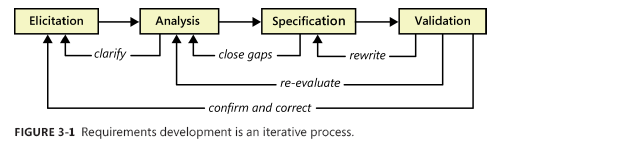 Elicitation Analysis Specification Validation
clarify close gaps rewrite
re-evaluate
confirm and correct
FIGURE 3-1 Requirements development is an iterative process.